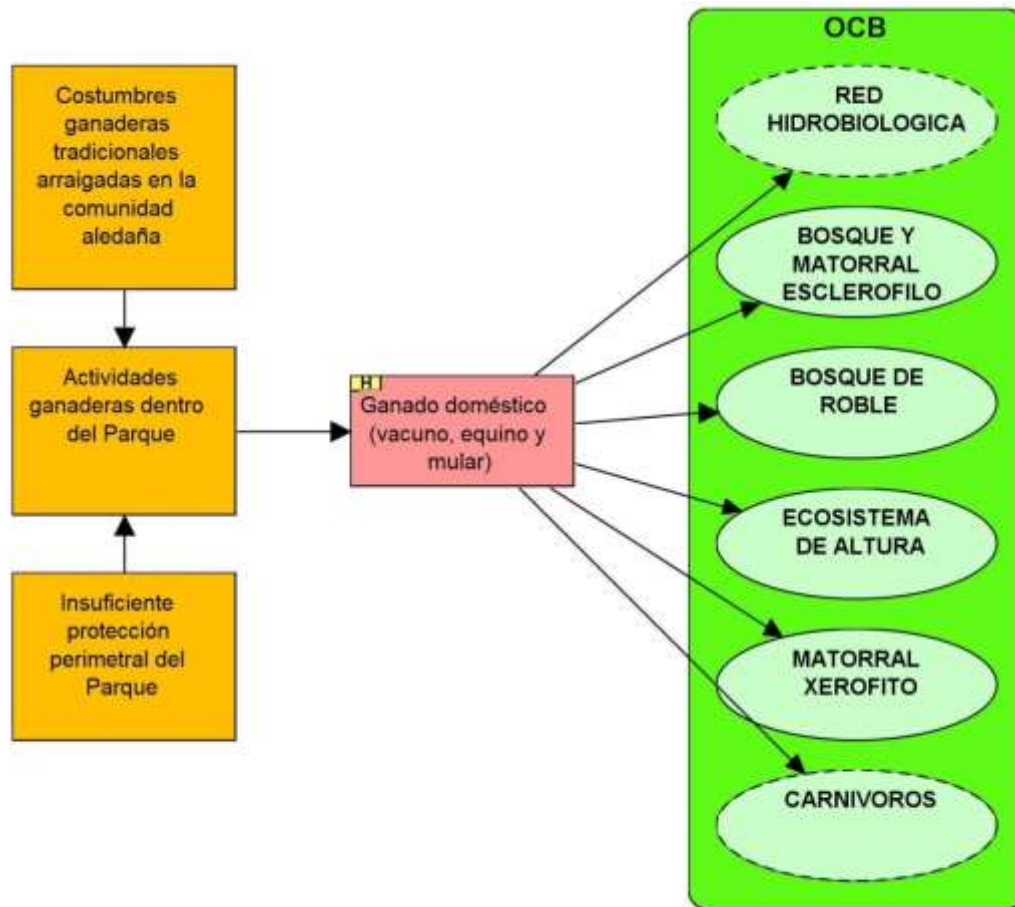 OCB
Costumbres
ganaderas
tradicionales
arraigadas en la
comunidad
aledaña
Actividades
ganaderas dentro
del Parque
Insuficiente
protección
perimetral del
Parque
H
Ganado doméstico
(vacuno, equino y
mular)
RED
HIDROBIOLOGICA
BOSQUE Y
MATORRAL
ESCLEROFILO
BOSQUE DE
ROBLE
ECOSISTEMA
DE ALTURA
MATORRAL
XEROFITO
CARNIVOROS